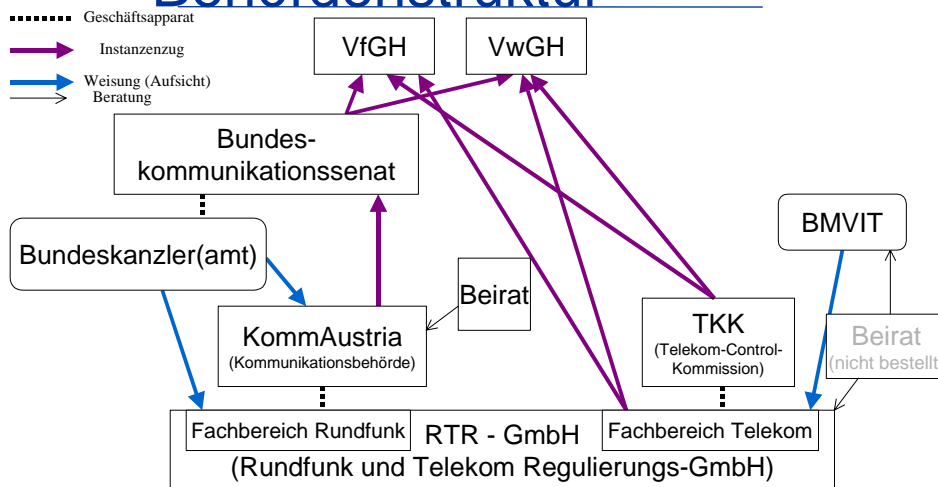 Behördenstruktur
Geschäftsapparat
Instanzenzug
Weisung (Aufsicht)
Beratung
VfGH
VwGH
Bundes-
kommunikationssenat
Bundeskanzler(amt)
BMVIT
Beirat
KommAustria
(Kommunikationsbehörde)
TKK
(Telekom-Control-
Kommission)
Beirat
(nicht bestellt)
Fachbereich Rundfunk
RTR - GmbH
Fachbereich Telekom
(Rundfunk und Telekom Regulierungs-GmbH)